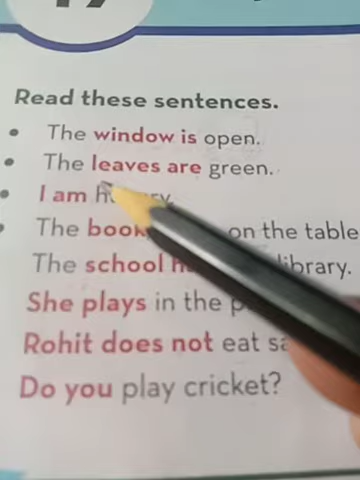 Read these sentences.
• The window is open.
• The leaves are green.
• I am
The book on the table
The school library.
She plays in the
Rohit does not eat
Do you play cricket?